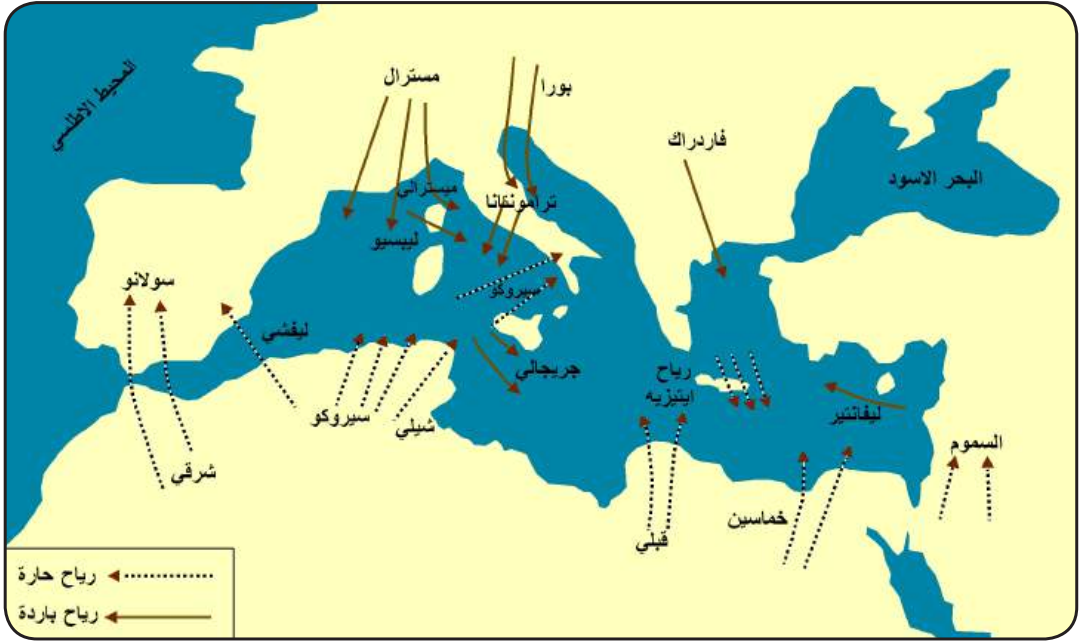 المحيط الاطلسي
مسترال
بورا
فاردراك
البحر الاسود
ميسترالي
ترامونتانا
ليبسيو
سولانو
سيروكو
ليفشي
جريجالي
رياح
ايتيزيه
ليفانتير
سيروكو
شيلي
السموم
شرقي
خماسين
قبلي
رياح حارة
رياح باردة